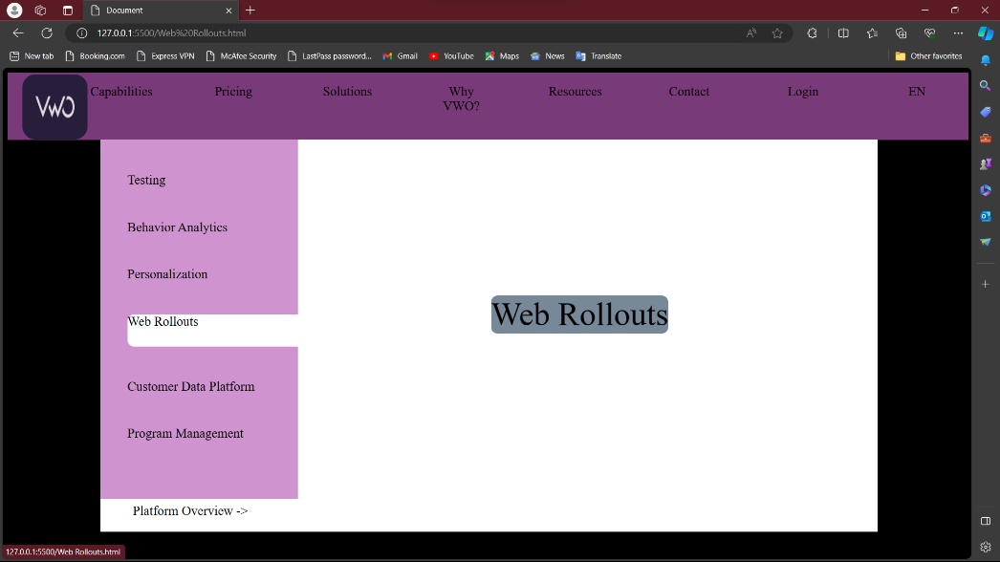 Document
127.0.0.1:5500/Web%20Rollouts.html
New tab
Booking.com
Express VPN
McAfee Security
LastPass password...
Gmail
YouTube
Maps
News
Translate
Other favorites
VWO
Capabilities
Pricing
Solutions
Why
VWO?
Resources
Contact
Login
EN
Testing
Behavior Analytics
Personalization
Web Rollouts
Web Rollouts
Customer Data Platform
Program Management
Platform Overview ->
127.0.0.1:5500/Web Rollouts.html